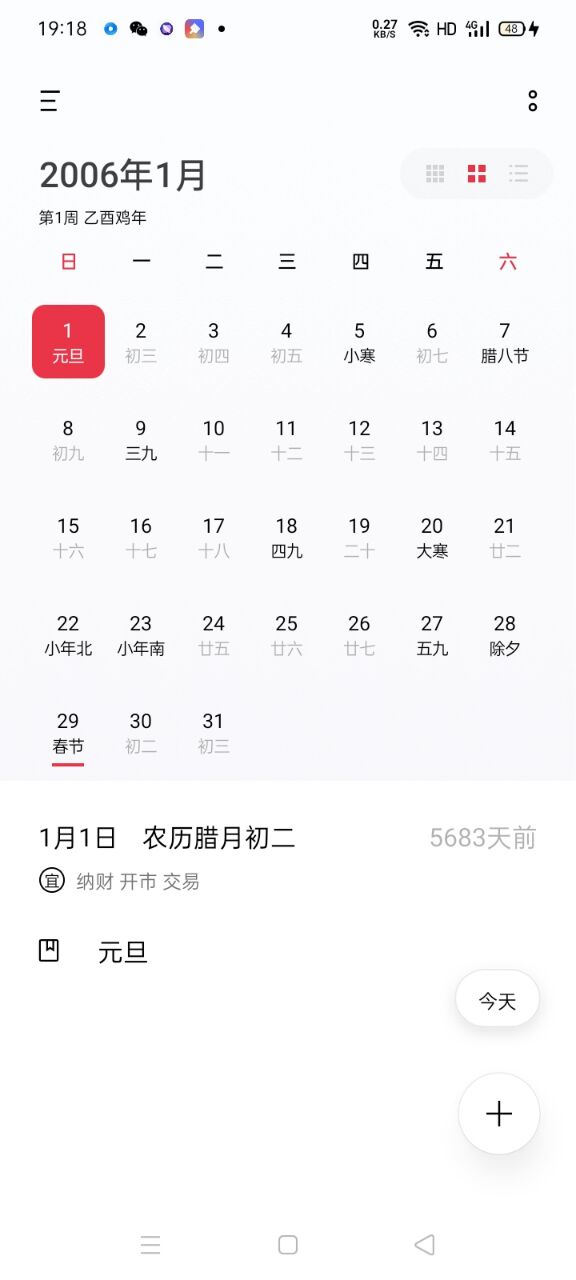 19:18 0.27 KB/S HD 4G 48
2006年1月
第1周 乙酉鸡年
日 一 二 三 四 五 六
1 2 3 4 5 6 7
元旦 初三 初四 初五 小寒 初七 腊八节
8 9 10 11 12 13 14
初九 三九 十一 十二 十三 十四 十五
15 16 17 18 19 20 21
十六 十七 十八 四九 二十 大寒 廿二
22 23 24 25 26 27 28
小年北 小年南 廿五 廿六 廿七 五九 除夕
29 30 31
春节 初二 初三
1月1日 农历腊月初二 5683天前
宜 纳财 开市 交易
元旦
今天